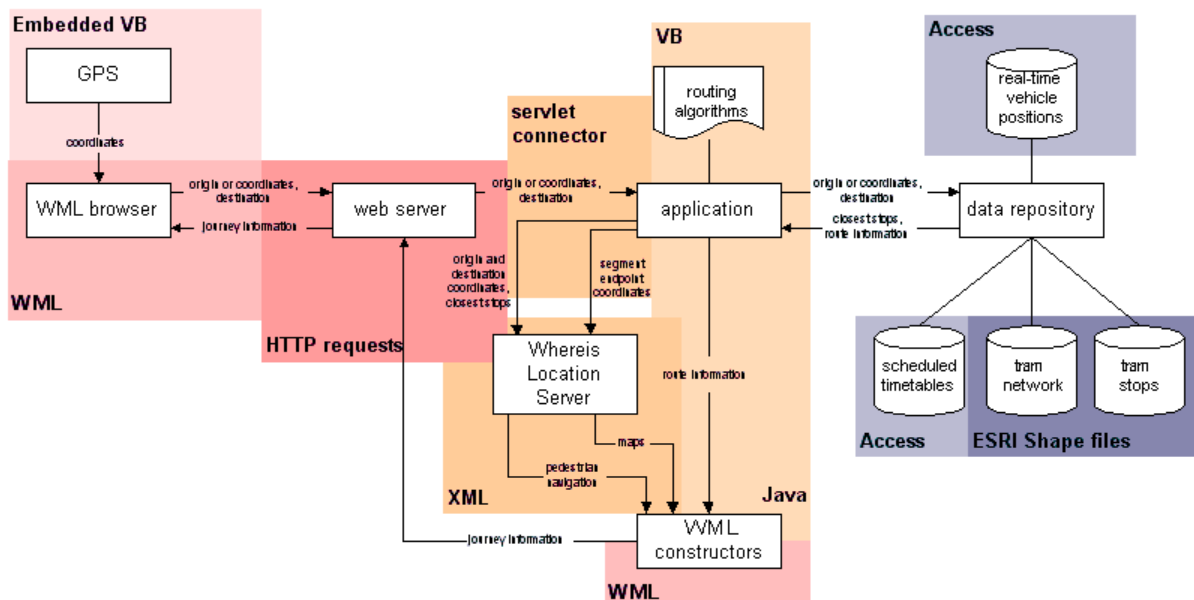 Embedded VB
GPS
coordinates
WML browser
WML
origin or coordinates,
destination
journey information
web server
HTTP requests
origin or coordinates,
destination
servlet
connector
VB
routing
algorithms
application
origin and
destination
coordinates,
closest stops
segment
endpoint
coordinates
origin or coordinates,
destination
closest stops,
route information
Access
real-time
vehicle
positions
data repository
scheduled
timetables
tram
network
tram
stops
Access
ESRI Shape files
Whereis
Location
Server
route information
maps
pedestrian
navigation
XML
Java
journey information
WML
constructors
WML